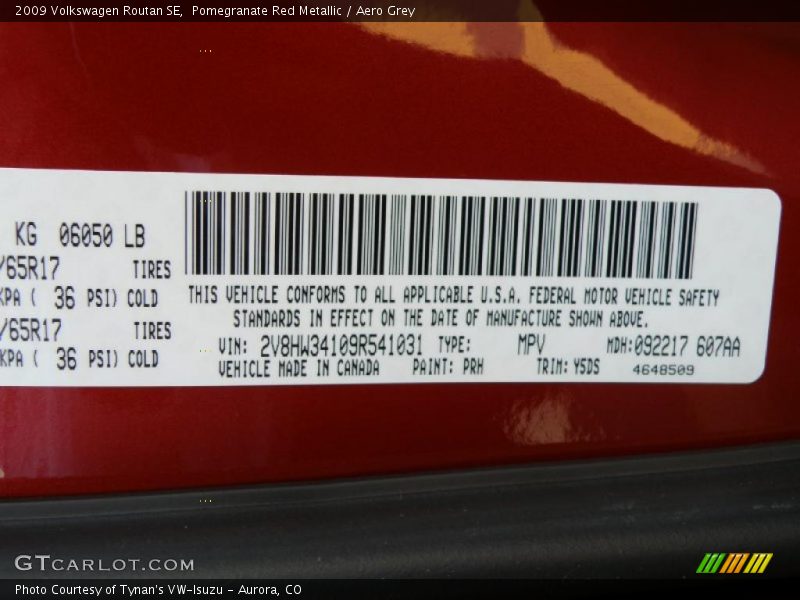 2009 Volkswagen Routan SE,  Pomegranate Red Metallic / Aero Grey
KG 06050 LB
/65R17 TIRES
KPA ( 36 PSI) COLD
/65R17 TIRES
KPA ( 36 PSI) COLD
THIS VEHICLE CONFORMS TO ALL APPLICABLE U.S.A. FEDERAL MOTOR VEHICLE SAFETY
STANDARDS IN EFFECT ON THE DATE OF MANUFACTURE SHOWN ABOVE.
VIN: 2V8HW34109R541031 TYPE: MPV MDH:092217 607AA
VEHICLE MADE IN CANADA PAINT: PRH TRIM: Y5DS 4648509
GTCARLOT.COM
Photo Courtesy of Tynan's VW-Isuzu - Aurora, CO